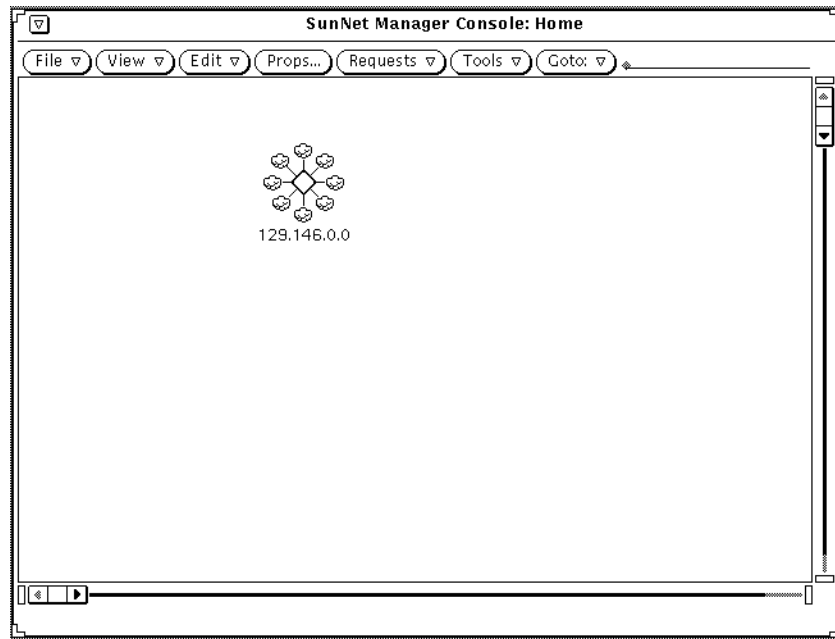 SunNet Manager Console: Home
File View Edit Props... Requests Tools Goto:
129.146.0.0